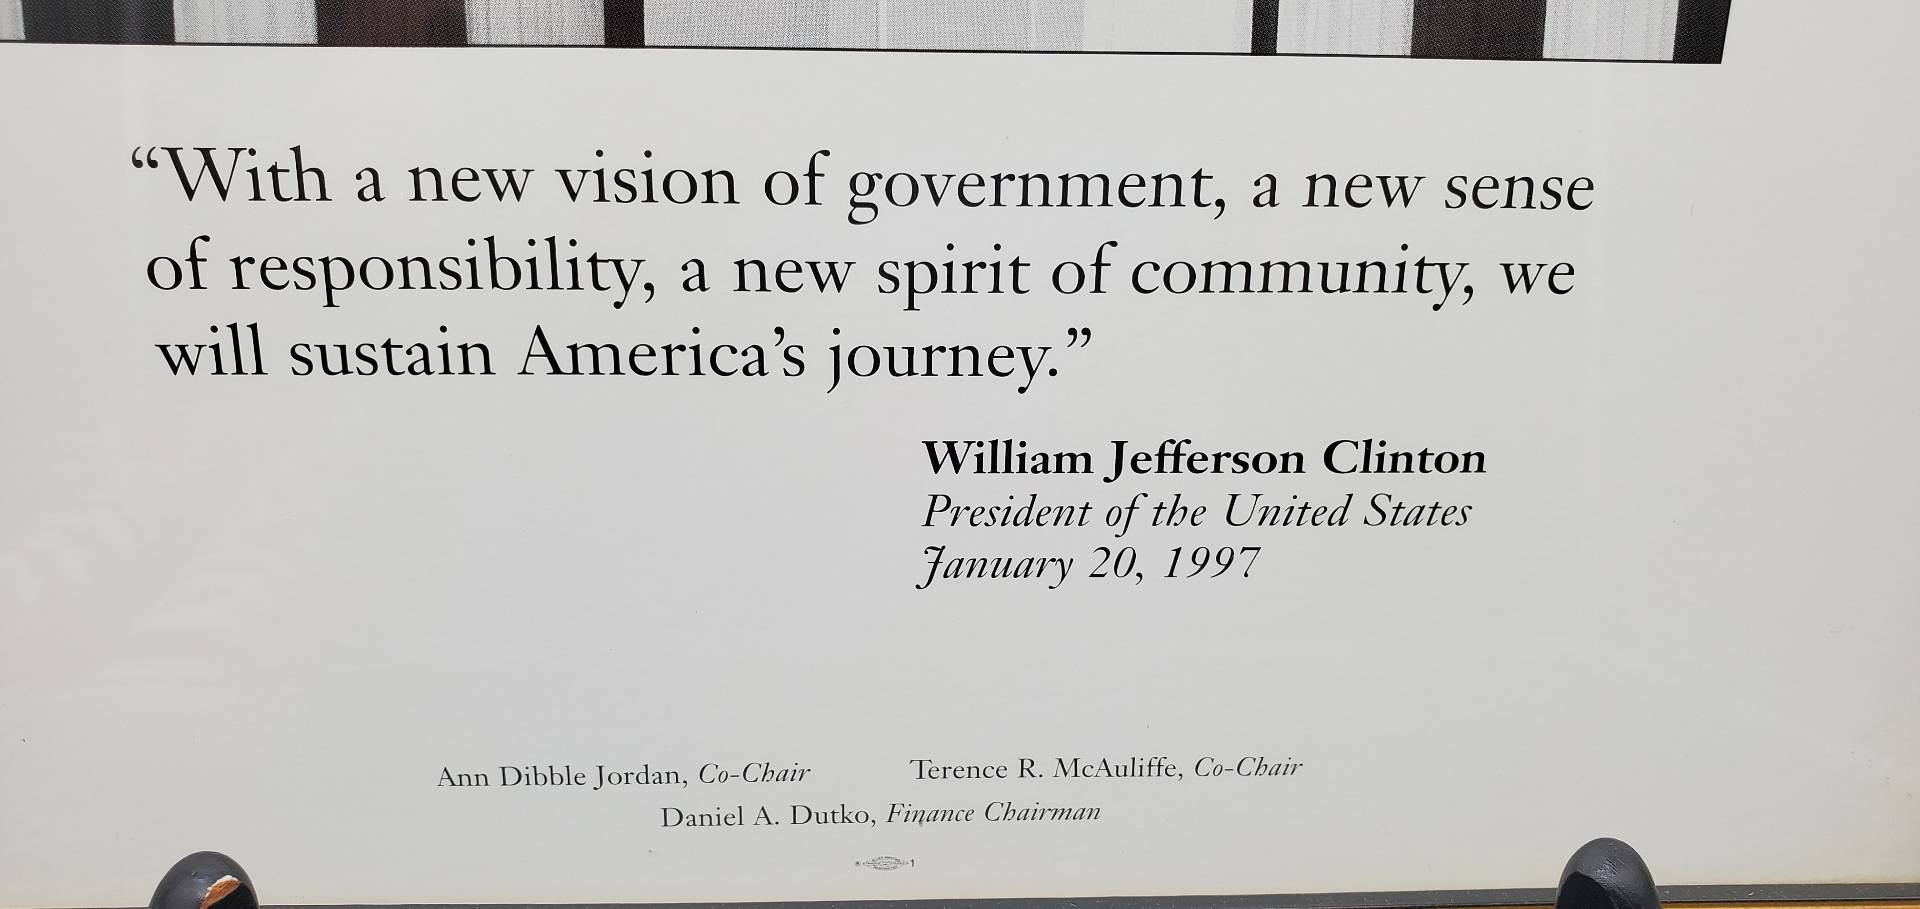 “With a new vision of government, a new sense
of responsibility, a new spirit of community, we
will sustain America’s journey.”
William Jefferson Clinton
President of the United States
January 20, 1997
Ann Dibble Jordan, Co-Chair Terence R. McAuliffe, Co-Chair
Daniel A. Dutko, Finance Chairman
1